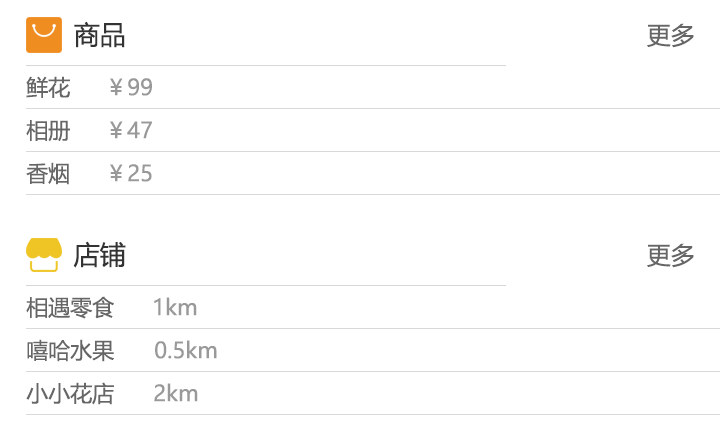 商品 更多
鲜花 ￥99
相册 ￥47
香烟 ￥25
店铺 更多
相遇零食 1km
嘻哈水果 0.5km
小小花店 2km